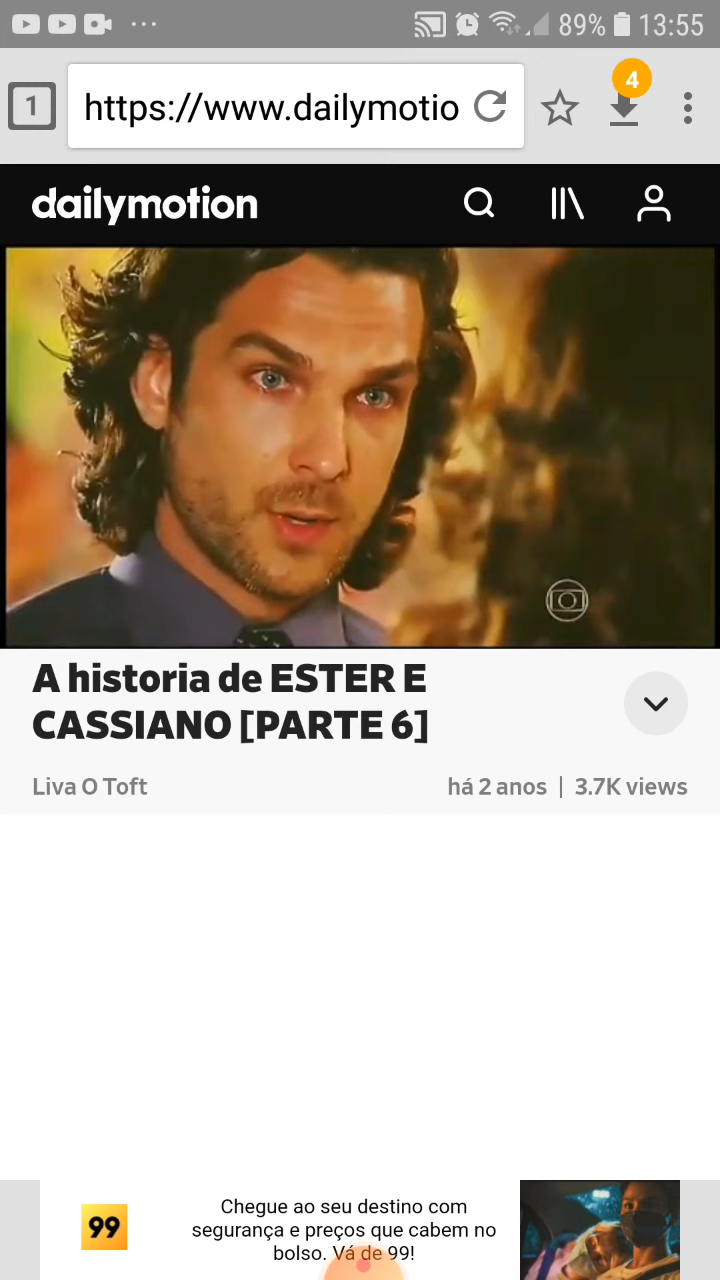 89% 13:55
1
https://www.dailymotio
4
dailymotion
A historia de ESTER E
CASSIANO [PARTE 6]
Liva O Toft
há 2 anos | 3.7K views
99
Chegue ao seu destino com
segurança e preços que cabem no
bolso. Vá de 99!